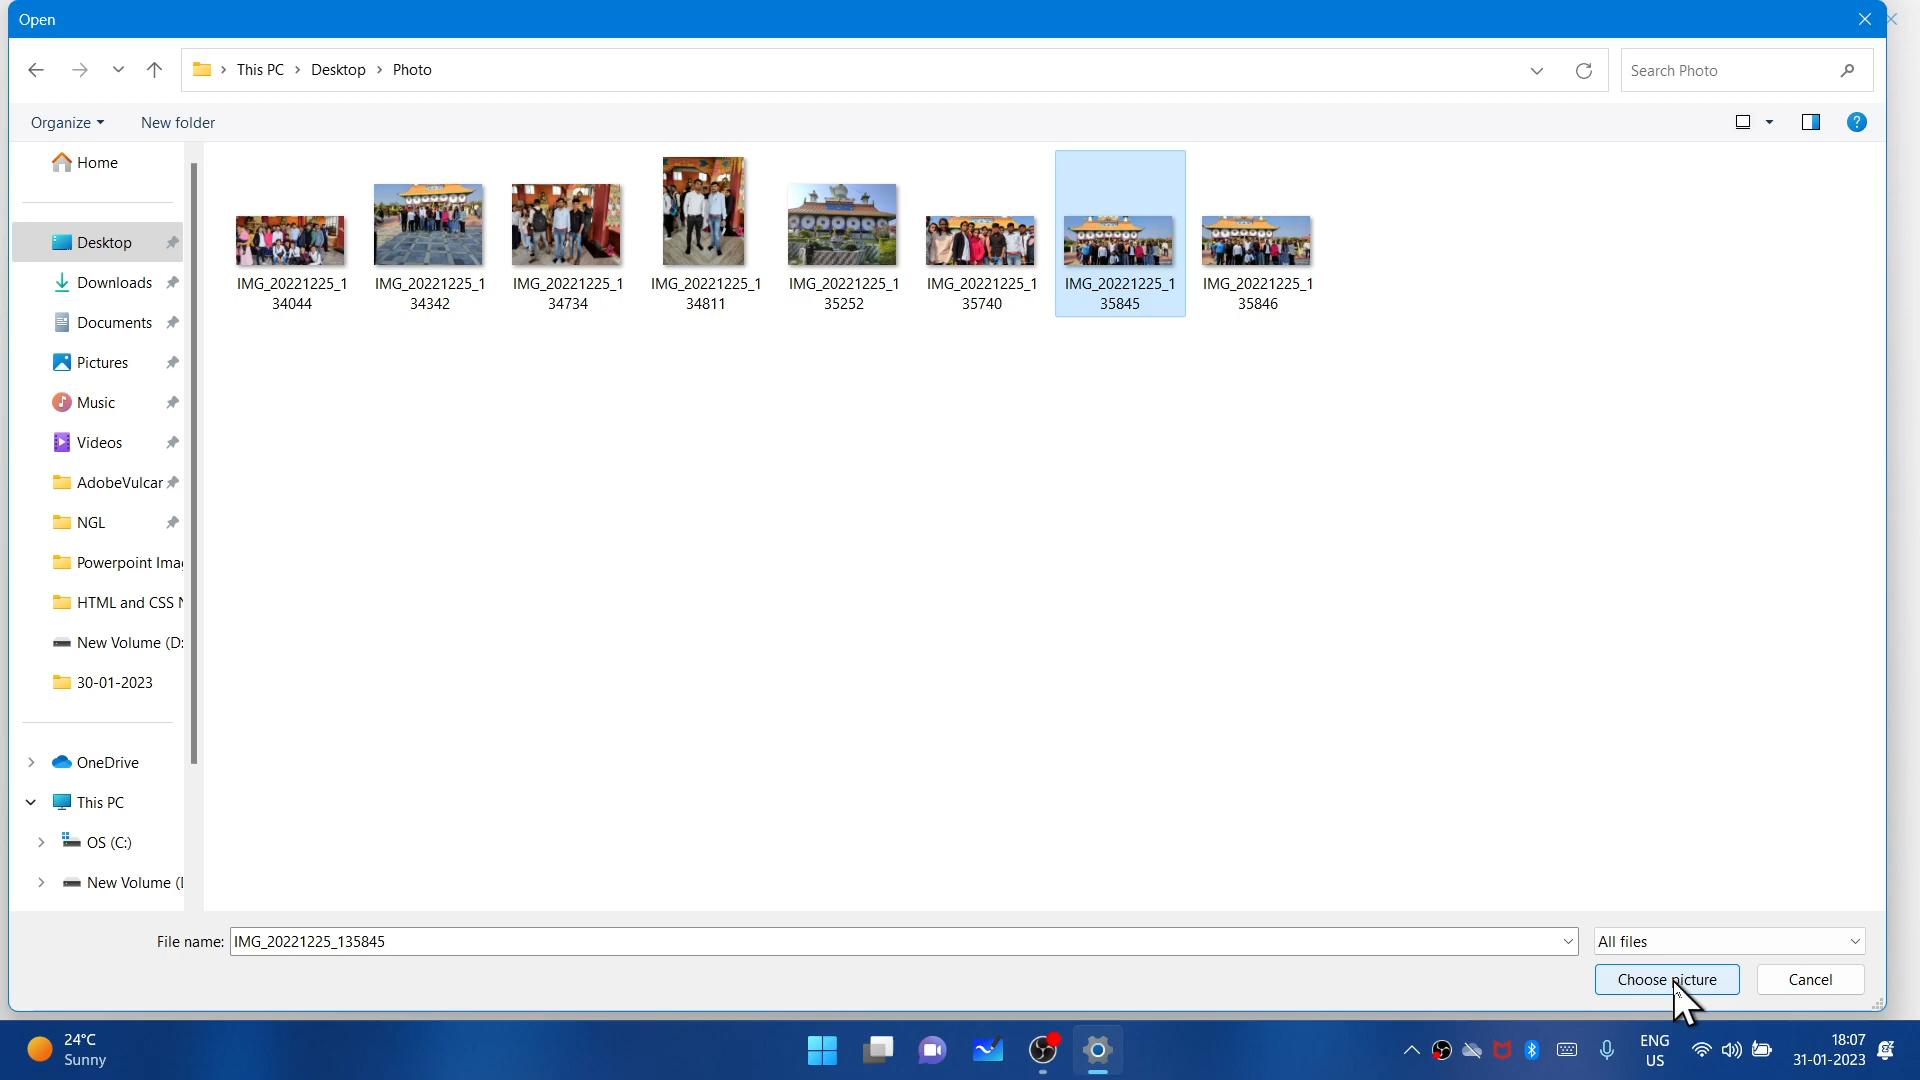 Open
This PC > Desktop > Photo
Search Photo
Organize
New folder
Home
Desktop
Downloads
Documents
Pictures
Music
Videos
AdobeVulcar
NGL
Powerpoint Ima
HTML and CSS
New Volume (D:
30-01-2023
OneDrive
This PC
OS (C:)
New Volume (
IMG_20221225_1
34044
IMG_20221225_1
34342
IMG_20221225_1
34734
IMG_20221225_1
34811
IMG_20221225_1
35252
IMG_20221225_1
35740
IMG_20221225_1
35845
IMG_20221225_1
35846
File name: IMG_20221225_135845
All files
Choose picture
Cancel
24°C
Sunny
ENG
US
18:07
31-01-2023